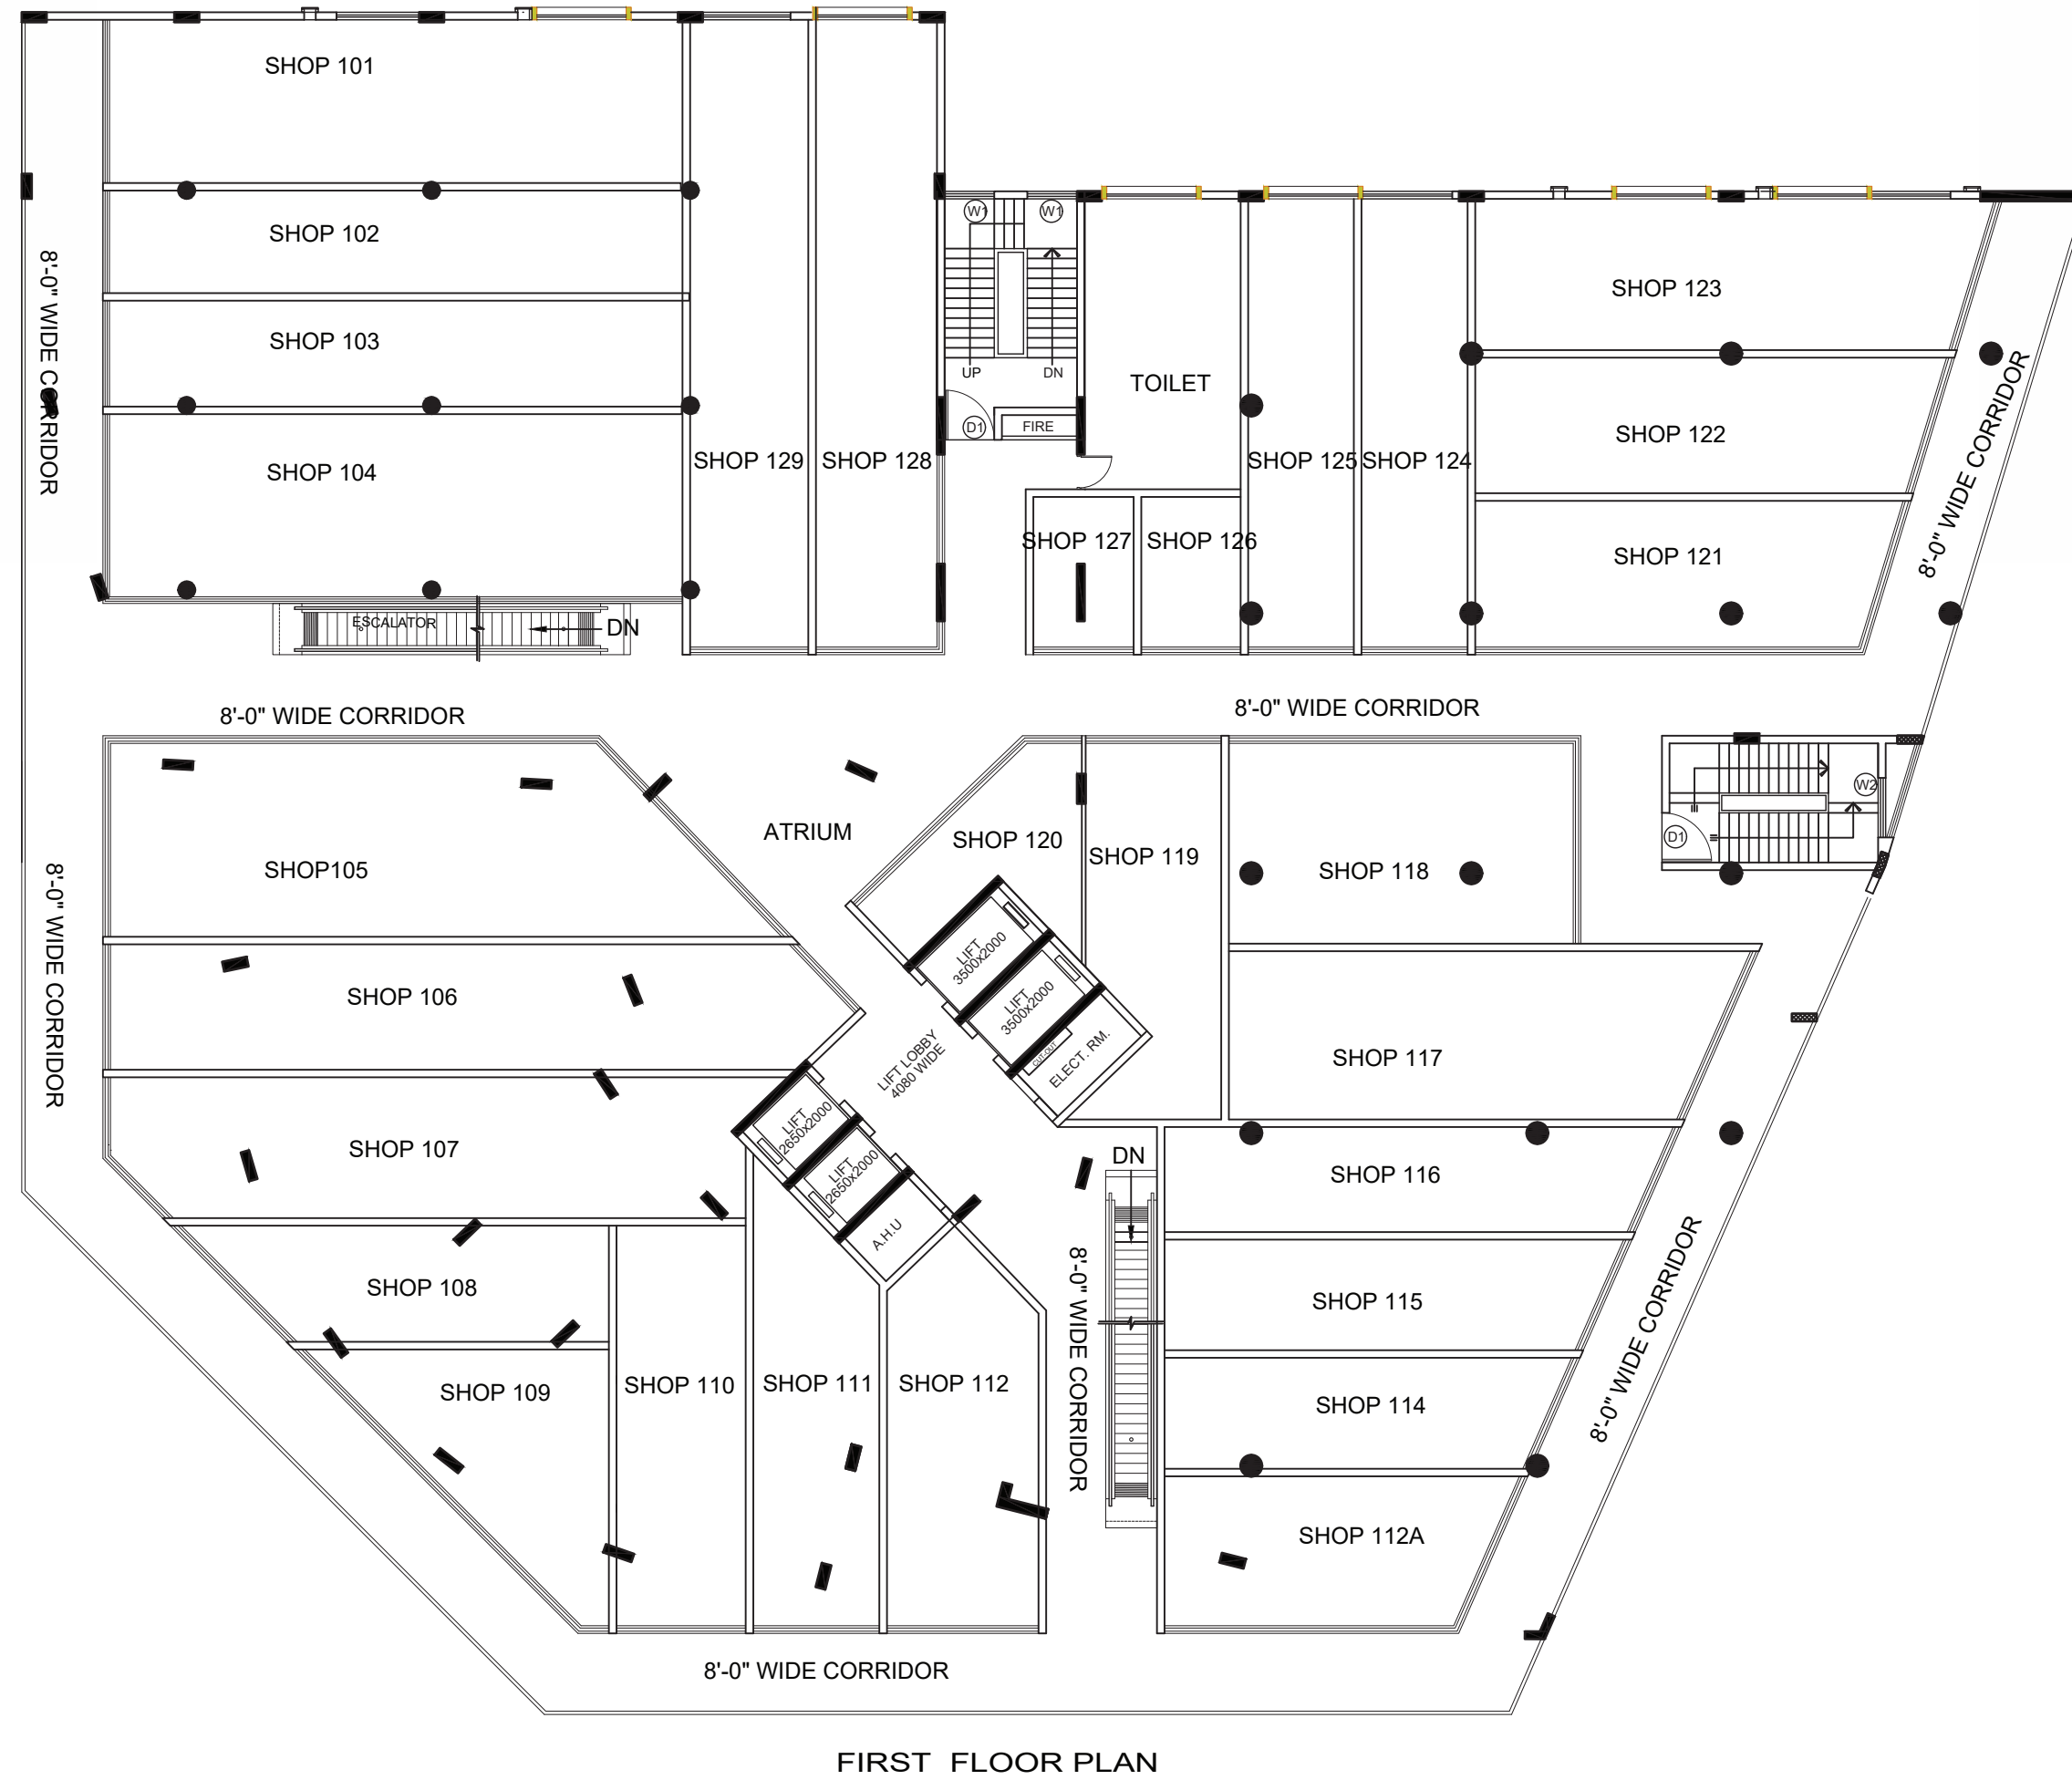 SHOP 101
SHOP 102
SHOP 103
SHOP 104
8'-0" WIDE CORRIDOR
SHOP 129
SHOP 128
W1
W1
UP
DN
D1
FIRE
TOILET
SHOP 127
SHOP 126
SHOP 125
SHOP 124
SHOP 123
SHOP 122
SHOP 121
8'-0" WIDE CORRIDOR
ESCALATOR
DN
8'-0" WIDE CORRIDOR
8'-0" WIDE CORRIDOR
W2
D1
ATRIUM
SHOP105
SHOP 106
SHOP 107
8'-0" WIDE CORRIDOR
SHOP 120
SHOP 119
SHOP 118
SHOP 117
LIFT
3500x2000
LIFT
3500x2000
CUT-OUT
ELECT. RM.
LIFT LOBBY
4080 WIDE
LIFT
2650x2000
LIFT
2650x2000
A.H.U
DN
SHOP 116
SHOP 115
SHOP 114
SHOP 112A
8'-0" WIDE CORRIDOR
8'-0" WIDE CORRIDOR
SHOP 108
SHOP 109
SHOP 110
SHOP 111
SHOP 112
8'-0" WIDE CORRIDOR
FIRST FLOOR PLAN